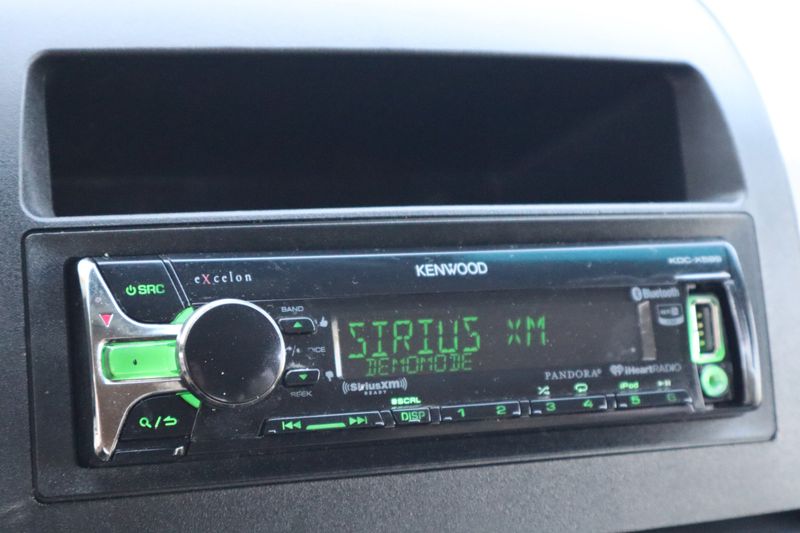 eXcelon
KENWOOD
KDC-X599
SRC
BAND
Bluetooth
SIRIUS XM
DEMOMODE
SEEK
((SiriusXM))
READY
PANDORA®
iHeartRADIO
SCRL
DISP
1
2
3
4
iPod
5
6